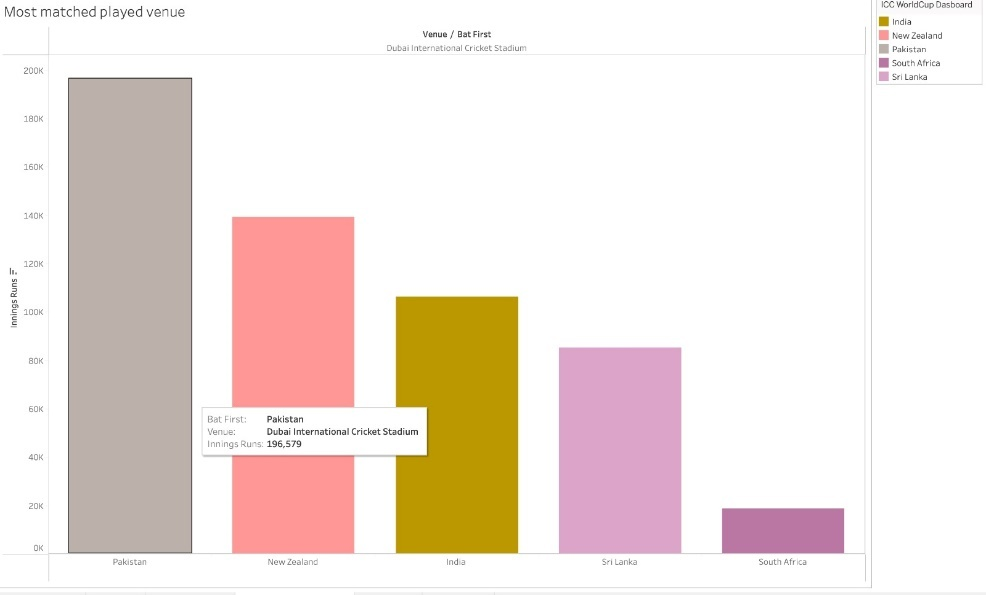 Most matched played venue
Venue / Bat First
Dubai International Cricket Stadium
200K
180K
160K
140K
120K
100K
80K
60K
40K
20K
0K
Innings Runs
Bat First: Pakistan
Venue: Dubai International Cricket Stadium
Innings Runs: 196,579
Pakistan
New Zealand
India
Sri Lanka
South Africa
ICC WorldCup Dasboard
India
New Zealand
Pakistan
South Africa
Sri Lanka